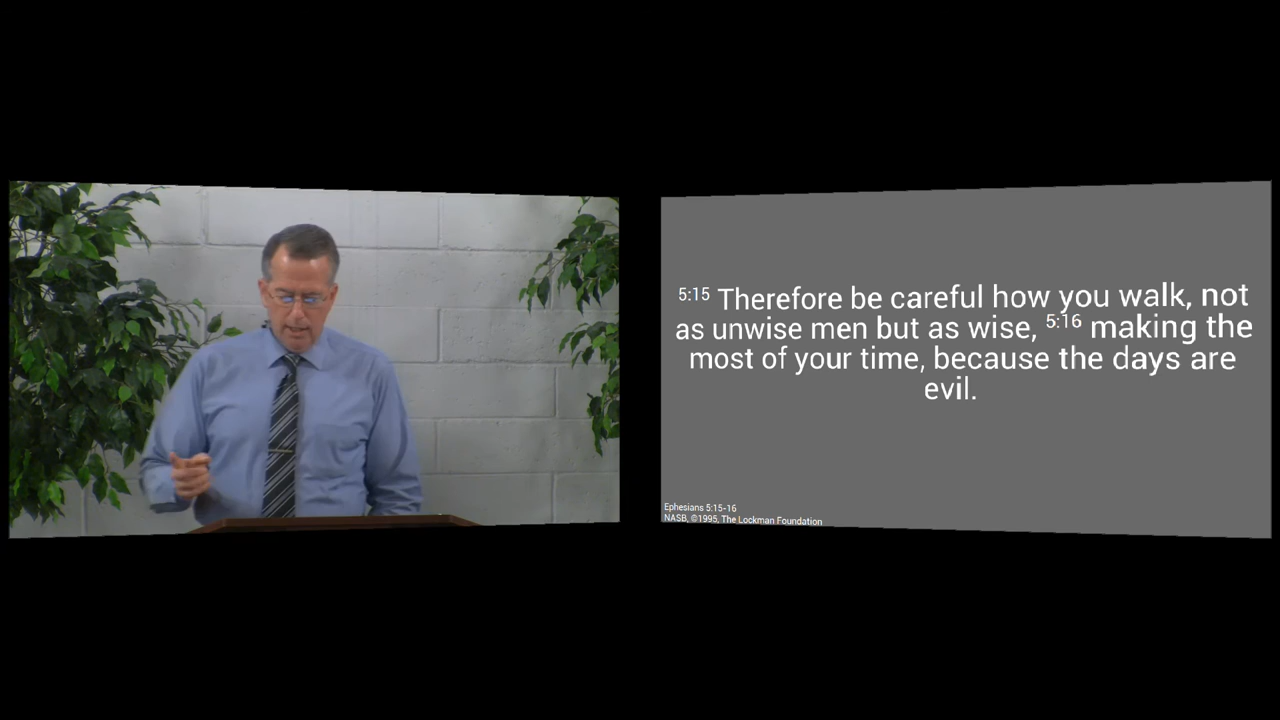 5:15 Therefore be careful how you walk, not
as unwise men but as wise, 5:16 making the
most of your time, because the days are
evil.
Ephesians 5:15-16
NASB, ©1995, The Lockman Foundation